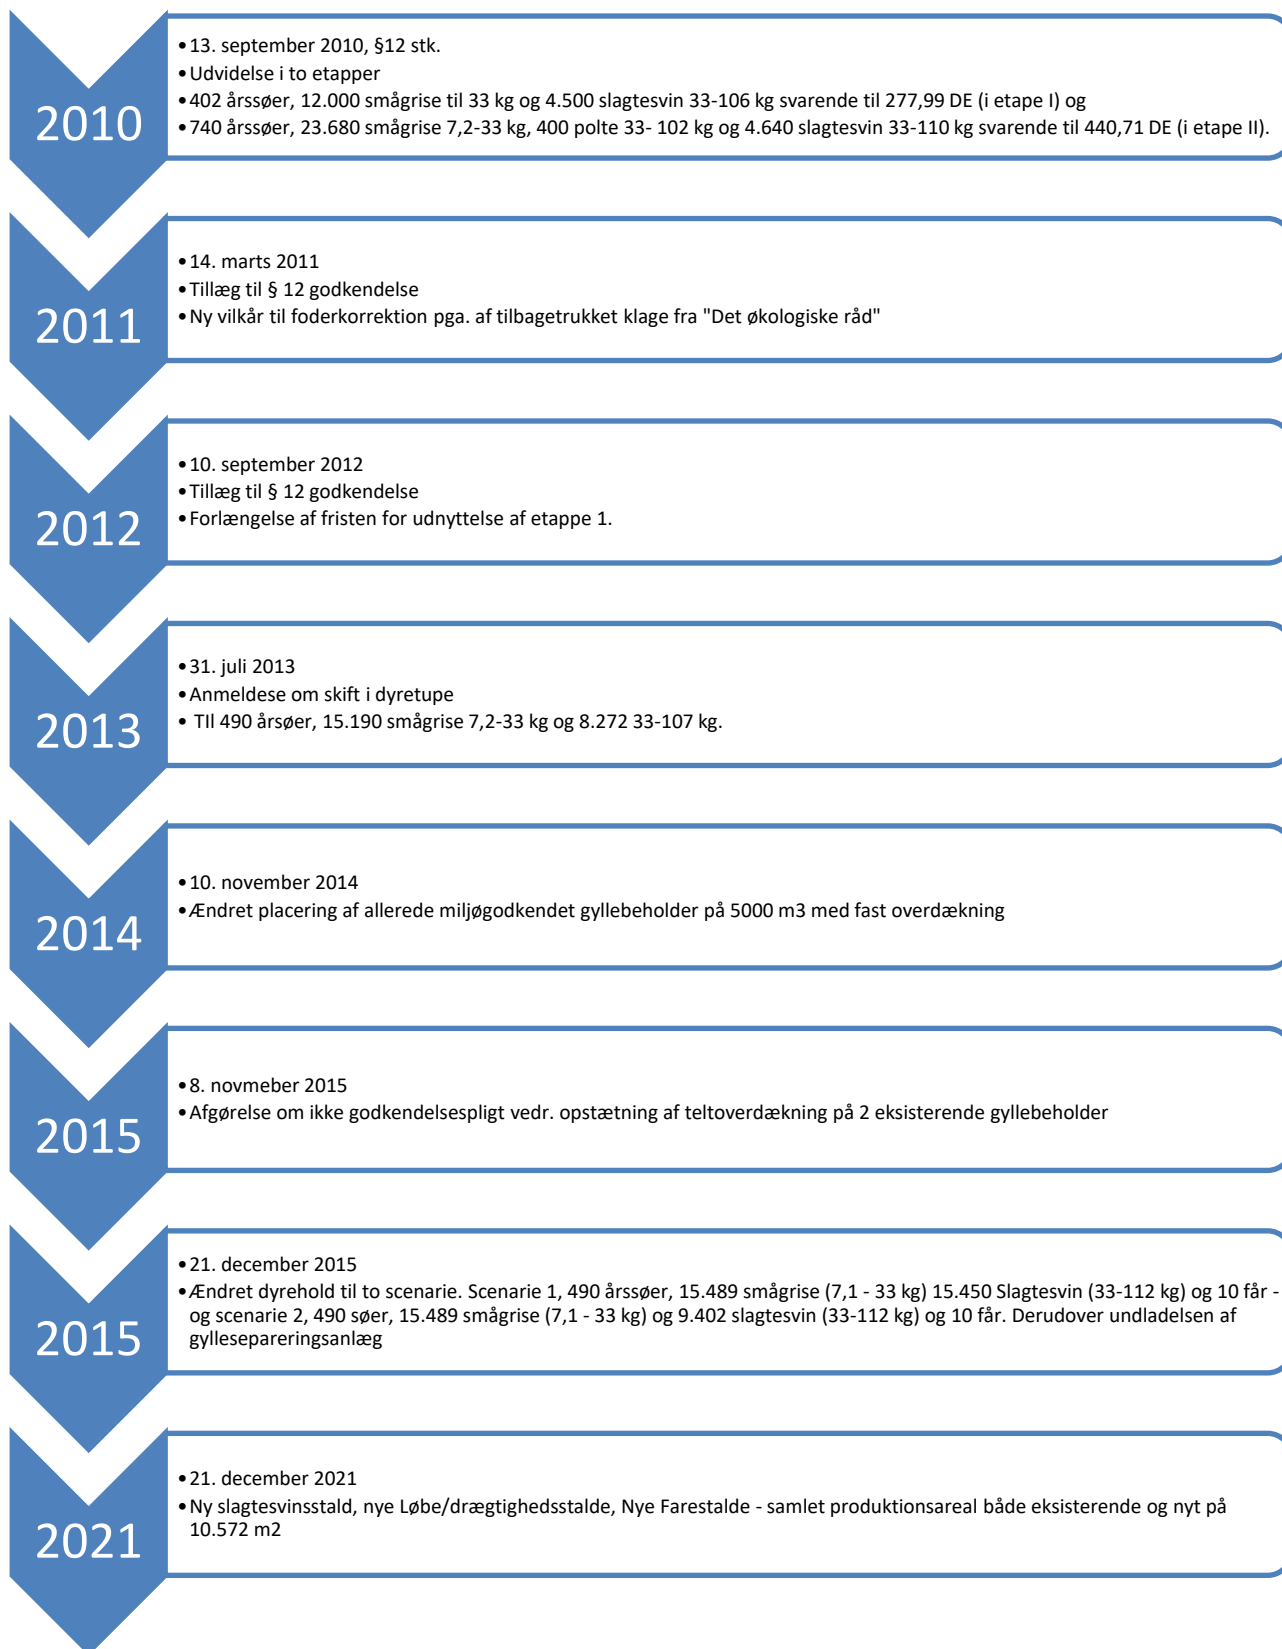 2010
•13. september 2010, §12 stk.
•Udvidelse i to etapper
•402 årssøer, 12.000 smågrise til 33 kg og 4.500 slagtesvin 33-106 kg svarende til 277,99 DE (i etape I) og
•740 årssøer, 23.680 smågrise 7,2-33 kg, 400 polte 33- 102 kg og 4.640 slagtesvin 33-110 kg svarende til 440,71 DE (i etape II).
2011
•14. marts 2011
•Tillæg til § 12 godkendelse
•Ny vilkår til foderkorrektion pga. af tilbagetrukket klage fra "Det økologiske råd"
2012
•10. september 2012
•Tillæg til § 12 godkendelse
•Forlængelse af fristen for udnyttelse af etappe 1.
2013
•31. juli 2013
•Anmeldese om skift i dyretupe
• TIl 490 årsøer, 15.190 smågrise 7,2-33 kg og 8.272 33-107 kg.
2014
•10. november 2014
•Ændret placering af allerede miljøgodkendet gyllebeholder på 5000 m3 med fast overdækning
2015
•8. novmeber 2015
•Afgørelse om ikke godkendelsespligt vedr. opstætning af teltoverdækning på 2 eksisterende gyllebeholder
2015
•21. december 2015
•Ændret dyrehold til to scenarie. Scenarie 1, 490 årssøer, 15.489 smågrise (7,1 - 33 kg) 15.450 Slagtesvin (33-112 kg) og 10 får -
og scenarie 2, 490 søer, 15.489 smågrise (7,1 - 33 kg) og 9.402 slagtesvin (33-112 kg) og 10 får. Derudover undladelsen af
gyllesepareringsanlæg
2021
•21. december 2021
•Ny slagtesvinsstald, nye Løbe/drægtighedsstalde, Nye Farestalde - samlet produktionsareal både eksisterende og nyt på
10.572 m2